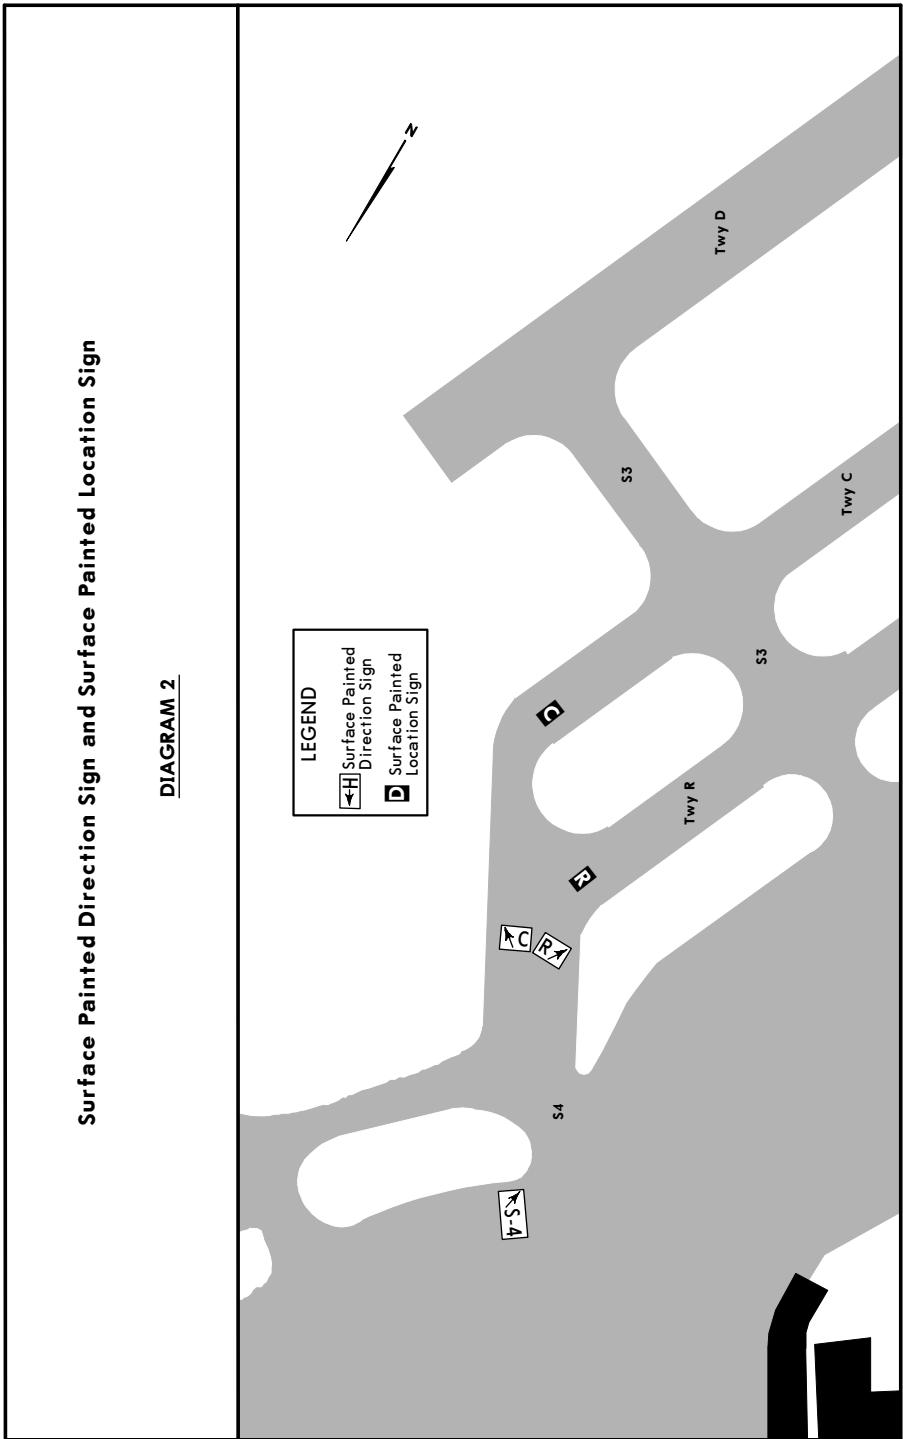 Surface Painted Direction Sign and Surface Painted Location Sign
DIAGRAM 2
N
Twy D
S3
Twy C
S3
LEGEND
H Surface Painted
Direction Sign
D Surface Painted
Location Sign
C
Twy R
R
C
R
S4
S-4